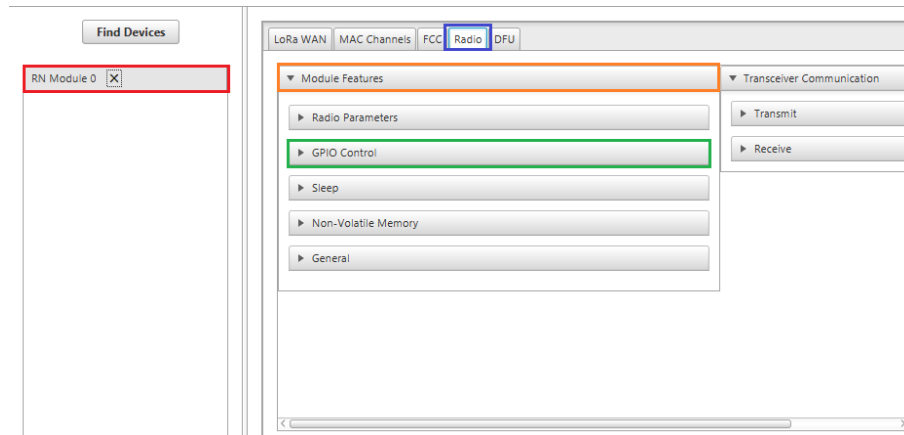 Find Devices
RN Module 0
LoRa WAN MAC Channels FCC Radio DFU
Module Features
Radio Parameters
GPIO Control
Sleep
Non-Volatile Memory
General
Transceiver Communication
Transmit
Receive